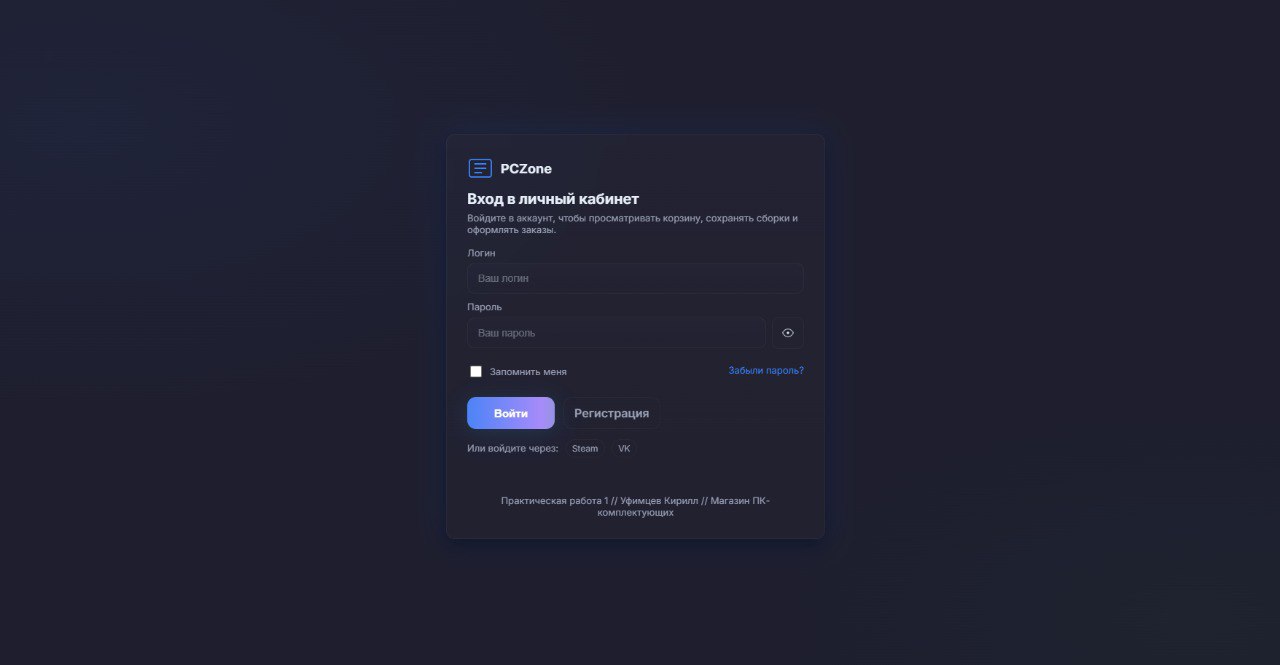 PCZone
Вход в личный кабинет
Войдите в аккаунт, чтобы просматривать корзину, сохранять сборки и
оформлять заказы.
Логин
Ваш логин
Пароль
Ваш пароль
Запомнить меня
Забыли пароль?
Войти
Регистрация
Или войдите через:
Steam
VK
Практическая работа 1 // Уфимцев Кирилл // Магазин ПК-
комплектующих